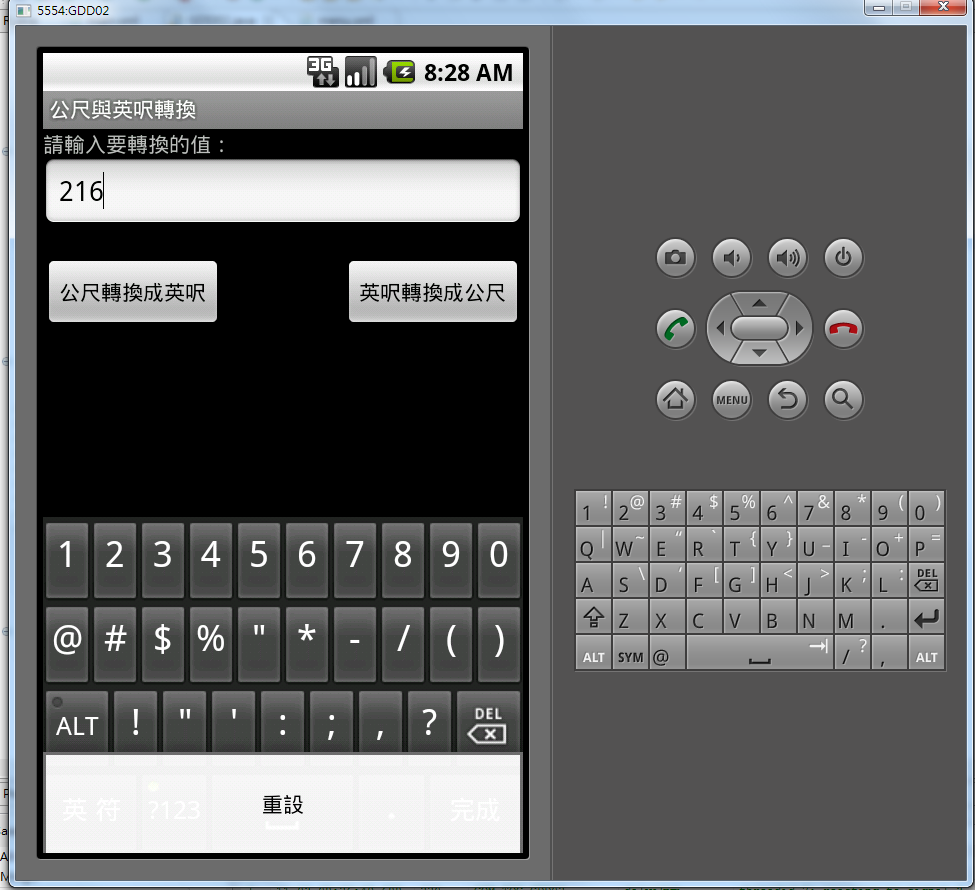 5554:GDD02
3G 8:28 AM
公尺與英呎轉換
請輸入要轉換的值：
216
公尺轉換成英呎 英呎轉換成公尺
1 2 3 4 5 6 7 8 9 0
@ # $ % " * - / ( )
ALT ! " ' : ; , ? DEL
英 符 ?123 重設 . 完成
MENU
1 ! 2 @ 3 # 4 $ 5 % 6 ^ 7 & 8 * 9 ( 0 )
Q | W ~ E “ R ` T { Y } U _ I - O + P =
A S \ D ‘ F [ G ] H < J > K ; L : DEL
Z X C V B N M .
ALT SYM @ / ? , ALT